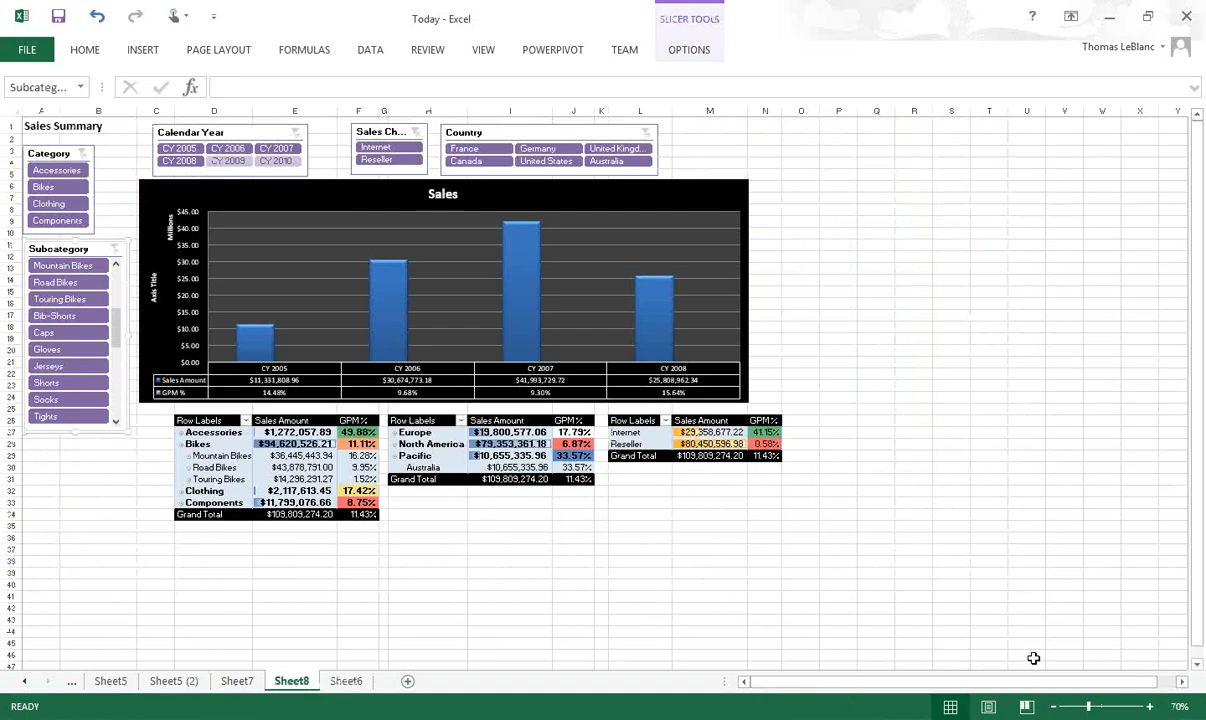 Today - Excel
SLICER TOOLS
?
FILE HOME INSERT PAGE LAYOUT FORMULAS DATA REVIEW VIEW POWERPIVOT TEAM OPTIONS
Thomas LeBlanc
Subcateg... fx
A B C D E F G H I J K L M N O P Q R S T U V W X Y
1 Sales Summary
Calendar Year
CY 2005 CY 2006 CY 2007
CY 2008 CY 2009 CY 2010
Sales Ch...
Internet
Reseller
Country
France Germany United Kingd...
Canada United States Australia
Category
Accessories
Bikes
Clothing
Components
Subcategory
Mountain Bikes
Road Bikes
Touring Bikes
Bib-Shorts
Caps
Gloves
Jerseys
Shorts
Socks
Tights
Sales
Millions
Axis Title
$45.00
$40.00
$35.00
$30.00
$25.00
$20.00
$15.00
$10.00
$5.00
$0.00
CY 2005 CY 2006 CY 2007 CY 2008
Sales Amount $11,331,808.96 $30,674,773.18 $41,993,729.72 $25,808,962.34
GPM % 14.48% 9.68% 9.30% 15.64%
Row Labels Sales Amount GPM %
Accessories $1,272,057.89 49.88%
Bikes $94,620,526.21 11.11%
Mountain Bikes $36,445,443.94 16.28%
Road Bikes $43,878,791.00 9.95%
Touring Bikes $14,296,291.27 1.52%
Clothing $2,117,613.45 17.42%
Components $11,799,076.66 8.75%
Grand Total $109,809,274.20 11.43%
Row Labels Sales Amount GPM %
Europe $19,800,577.06 17.79%
North America $79,353,361.18 6.87%
Pacific $10,655,335.96 33.57%
Australia $10,655,335.96 33.57%
Grand Total $109,809,274.20 11.43%
Row Labels Sales Amount GPM %
Internet $29,358,677.22 41.15%
Reseller $80,450,596.98 0.58%
Grand Total $109,809,274.20 11.43%
... Sheet5 Sheet5 (2) Sheet7 Sheet8 Sheet6
READY
70%